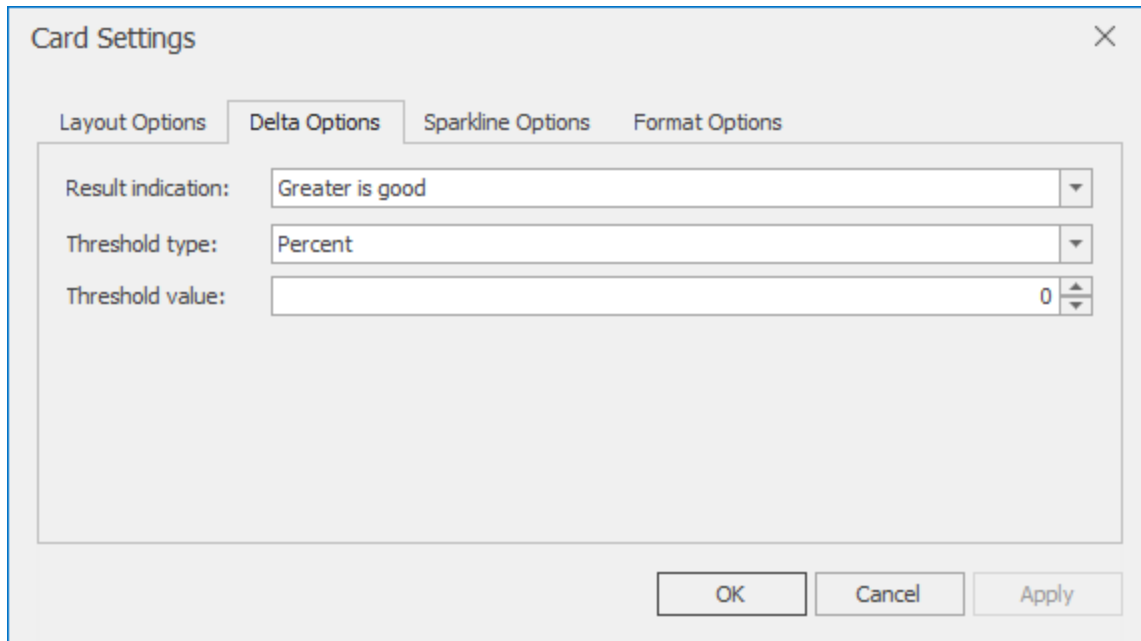 Card Settings
Layout Options Delta Options Sparkline Options Format Options
Result indication: Greater is good
Threshold type: Percent
Threshold value: 0
OK Cancel Apply